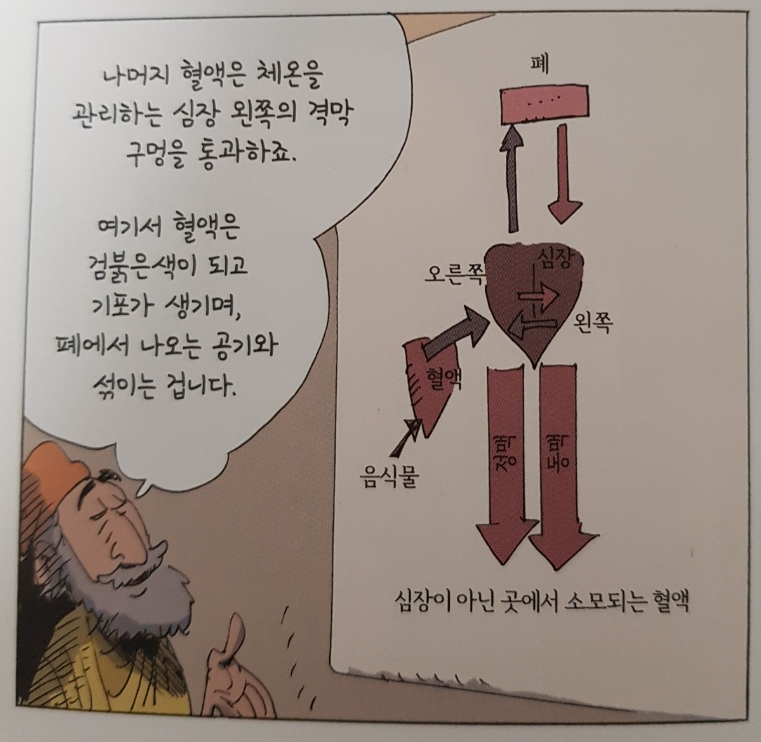 나머지 혈액은 체온을
관리하는 심장 왼쪽의 격막
구멍을 통과하죠.
여기서 혈액은
검붉은색이 되고
기포가 생기며,
폐에서 나오는 공기와
섞이는 겁니다.
폐
심장
오른쪽
왼쪽
혈액
음식물
정맥
동맥
심장이 아닌 곳에서 소모되는 혈액